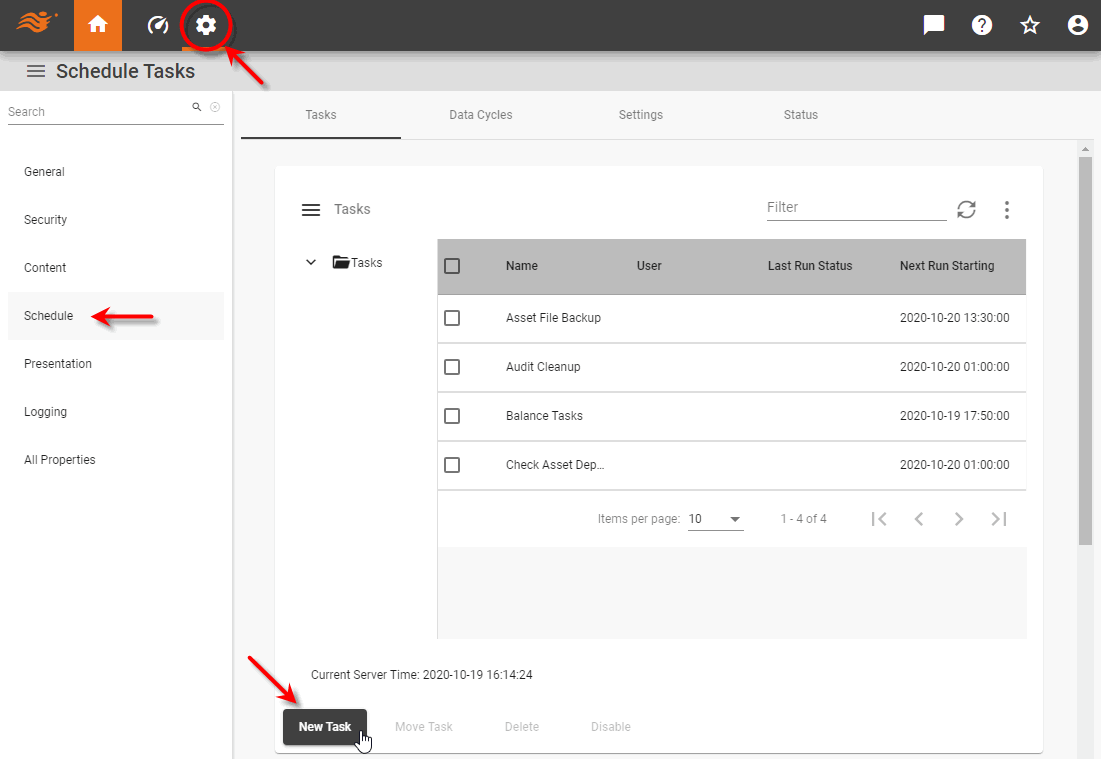 Schedule Tasks
Search
General
Security
Content
Schedule
Presentation
Logging
All Properties
Tasks Data Cycles Settings Status
Tasks Filter
Tasks
Name User Last Run Status Next Run Starting
Asset File Backup 2020-10-20 13:30:00
Audit Cleanup 2020-10-20 01:00:00
Balance Tasks 2020-10-19 17:50:00
Check Asset Dep... 2020-10-20 01:00:00
Items per page: 10 1 - 4 of 4
Current Server Time: 2020-10-19 16:14:24
New Task Move Task Delete Disable